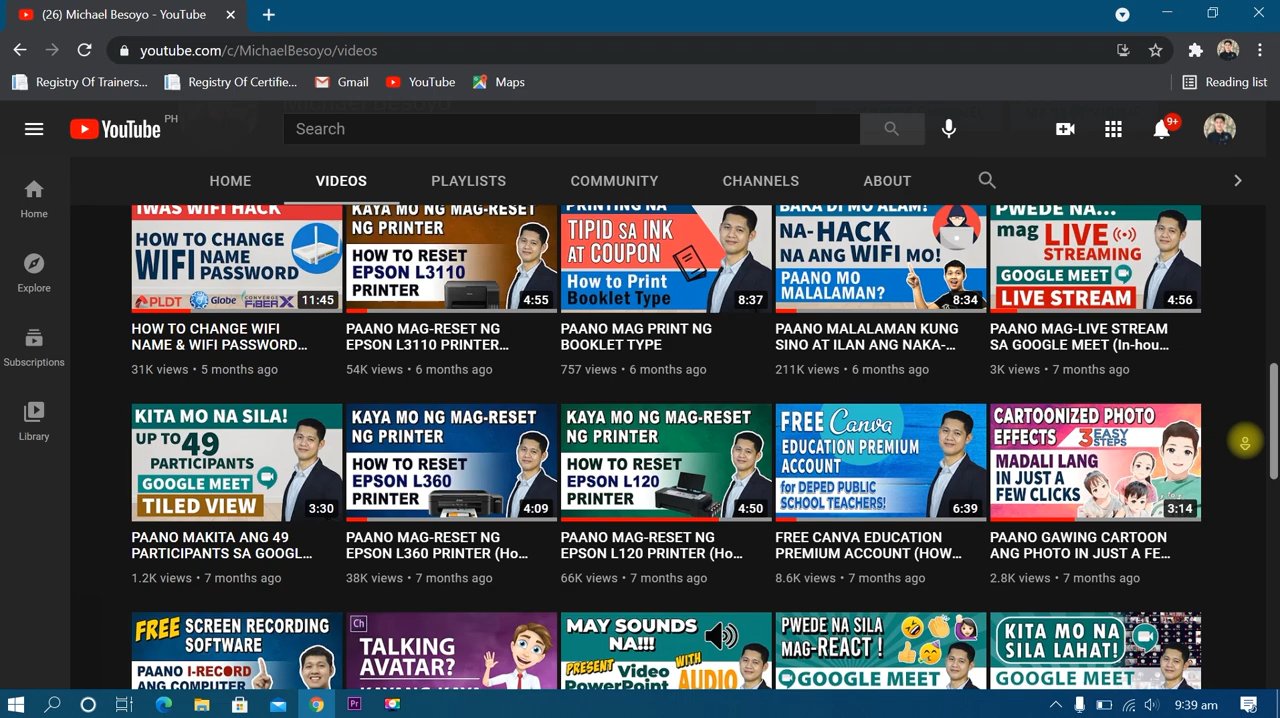 (26) Michael Besoyo - YouTube
youtube.com/c/MichaelBesoyo/videos
Registry Of Trainers...
Registry Of Certifie...
Gmail
YouTube
Maps
Reading list
YouTube
PH
Search
9+
HOME
VIDEOS
PLAYLISTS
COMMUNITY
CHANNELS
ABOUT
Home
Explore
Subscriptions
Library
IWAS WIFI HACK
HOW TO CHANGE
WIFI NAME
PASSWORD
PLDT
Globe
CONVERGE
FIBERX
11:45
HOW TO CHANGE WIFI
NAME & WIFI PASSWORD...
31K views • 5 months ago
KAYA MO NG MAG-RESET
NG PRINTER
HOW TO RESET
EPSON L3110
PRINTER
4:55
PAANO MAG-RESET NG
EPSON L3110 PRINTER...
54K views • 6 months ago
PRINTING NA
TIPID SA INK
AT COUPON
How to Print
Booklet Type
8:37
PAANO MAG PRINT NG
BOOKLET TYPE
757 views • 6 months ago
BAKA DI MO ALAM!
NA-HACK
NA ANG WIFI MO!
PAANO MO
MALALAMAN?
8:34
PAANO MALALAMAN KUNG
SINO AT ILAN ANG NAKA-...
211K views • 6 months ago
PWEDE NA...
mag LIVE
STREAMING
GOOGLE MEET
LIVE STREAM
4:56
PAANO MAG-LIVE STREAM
SA GOOGLE MEET (In-hou...
3K views • 7 months ago
KITA MO NA SILA!
UP TO 49
PARTICIPANTS
GOOGLE MEET
TILED VIEW
3:30
PAANO MAKITA ANG 49
PARTICIPANTS SA GOOGL...
1.2K views • 7 months ago
KAYA MO NG MAG-RESET
NG PRINTER
HOW TO RESET
EPSON L360
PRINTER
4:09
PAANO MAG-RESET NG
EPSON L360 PRINTER (Ho...
38K views • 7 months ago
KAYA MO NG MAG-RESET
NG PRINTER
HOW TO RESET
EPSON L120
PRINTER
4:50
PAANO MAG-RESET NG
EPSON L120 PRINTER (Ho...
66K views • 7 months ago
FREE Canva
EDUCATION PREMIUM
ACCOUNT
for DEPED PUBLIC
SCHOOL TEACHERS!
6:39
FREE CANVA EDUCATION
PREMIUM ACCOUNT (HOW...
8.6K views • 7 months ago
CARTOONIZED PHOTO
EFFECTS 3 EASY
STEPS
MADALI LANG
IN JUST A
FEW CLICKS
3:14
PAANO GAWING CARTOON
ANG PHOTO IN JUST A FE...
2.8K views • 7 months ago
FREE SCREEN RECORDING
SOFTWARE
PAANO I-RECORD
ANG COMPUTER
Ch
TALKING
AVATAR?
MAY SOUNDS
NA!!!
PRESENT Video WITH
PowerPoint AUDIO
PWEDE NA SILA
MAG-REACT !
GOOGLE MEET
KITA MO NA
SILA LAHAT!
GOOGLE MEET
Pr
9:39 am